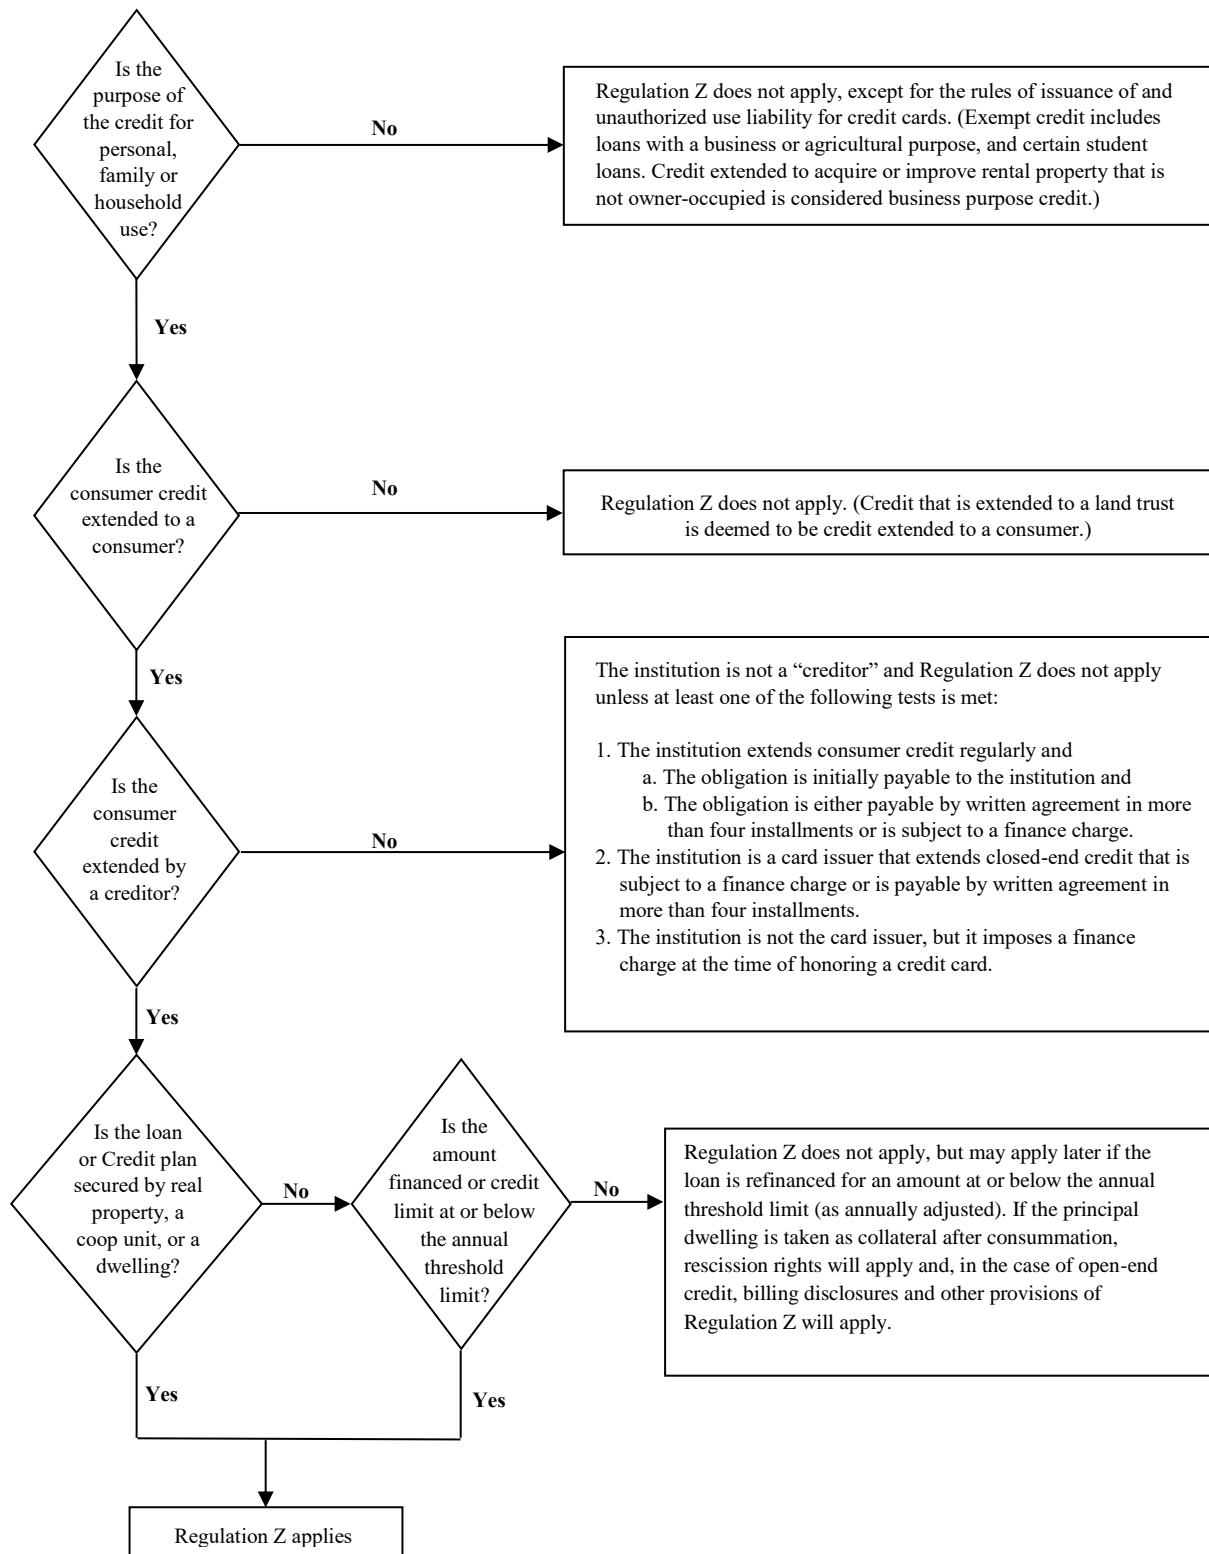 Is the
purpose of
the credit for
personal,
family or
household
use?
No
Regulation Z does not apply, except for the rules of issuance of and
unauthorized use liability for credit cards. (Exempt credit includes
loans with a business or agricultural purpose, and certain student
loans. Credit extended to acquire or improve rental property that is
not owner-occupied is considered business purpose credit.)
Yes
Is the
consumer credit
extended to a
consumer?
No
Regulation Z does not apply. (Credit that is extended to a land trust
is deemed to be credit extended to a consumer.)
Yes
Is the
consumer
credit
extended by
a creditor?
No
The institution is not a “creditor” and Regulation Z does not apply
unless at least one of the following tests is met:
1. The institution extends consumer credit regularly and
a. The obligation is initially payable to the institution and
b. The obligation is either payable by written agreement in more
than four installments or is subject to a finance charge.
2. The institution is a card issuer that extends closed-end credit that is
subject to a finance charge or is payable by written agreement in
more than four installments.
3. The institution is not the card issuer, but it imposes a finance
charge at the time of honoring a credit card.
Yes
Is the loan
or Credit plan
secured by real
property, a
coop unit, or a
dwelling?
No
Is the
amount
financed or credit
limit at or below
the annual
threshold
limit?
No
Regulation Z does not apply, but may apply later if the
loan is refinanced for an amount at or below the annual
threshold limit (as annually adjusted). If the principal
dwelling is taken as collateral after consummation,
rescission rights will apply and, in the case of open-end
credit, billing disclosures and other provisions of
Regulation Z will apply.
Yes
Yes
Regulation Z applies